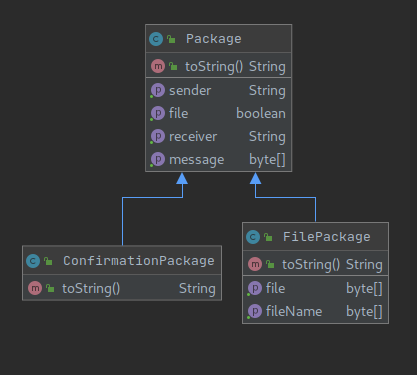 C Package
m toString() String
p sender String
p file boolean
p receiver String
p message byte[]
C ConfirmationPackage
m toString() String
C FilePackage
m toString() String
p file byte[]
p fileName byte[]